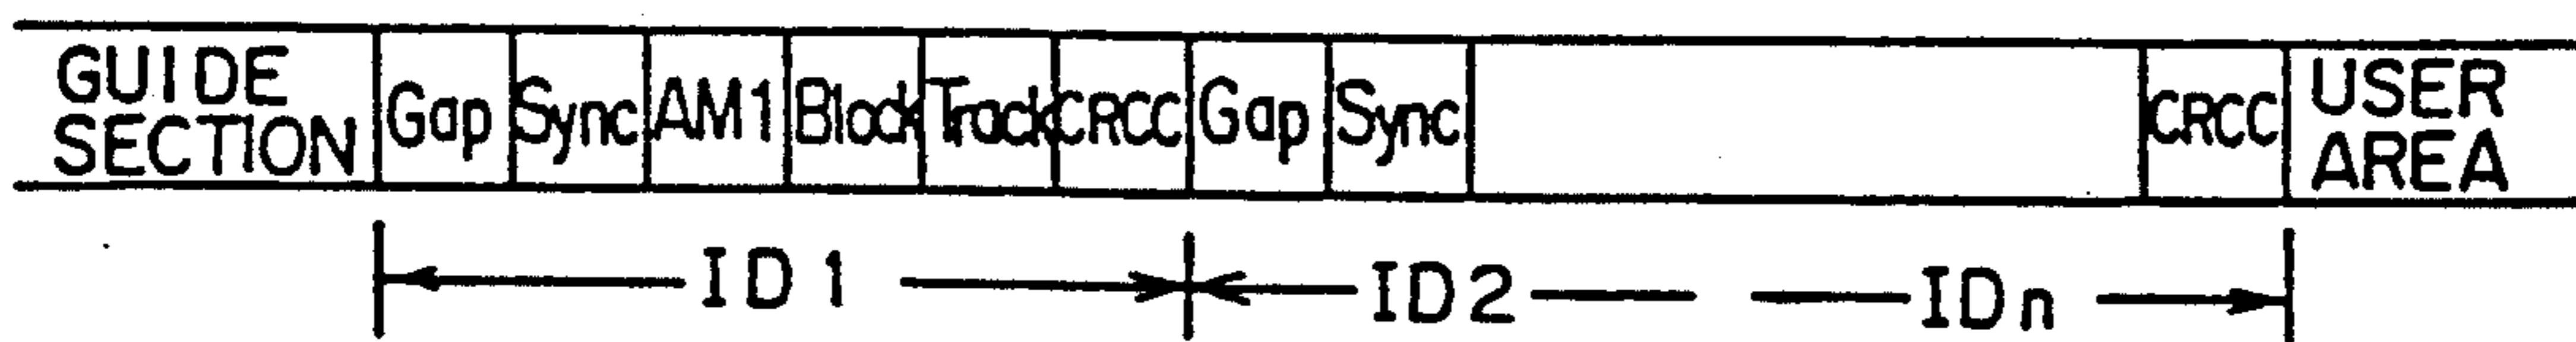 GUIDE SECTION Gap Sync AM1 Block Track CRCC Gap Sync CRCC USER AREA
ID1 ID2 IDn